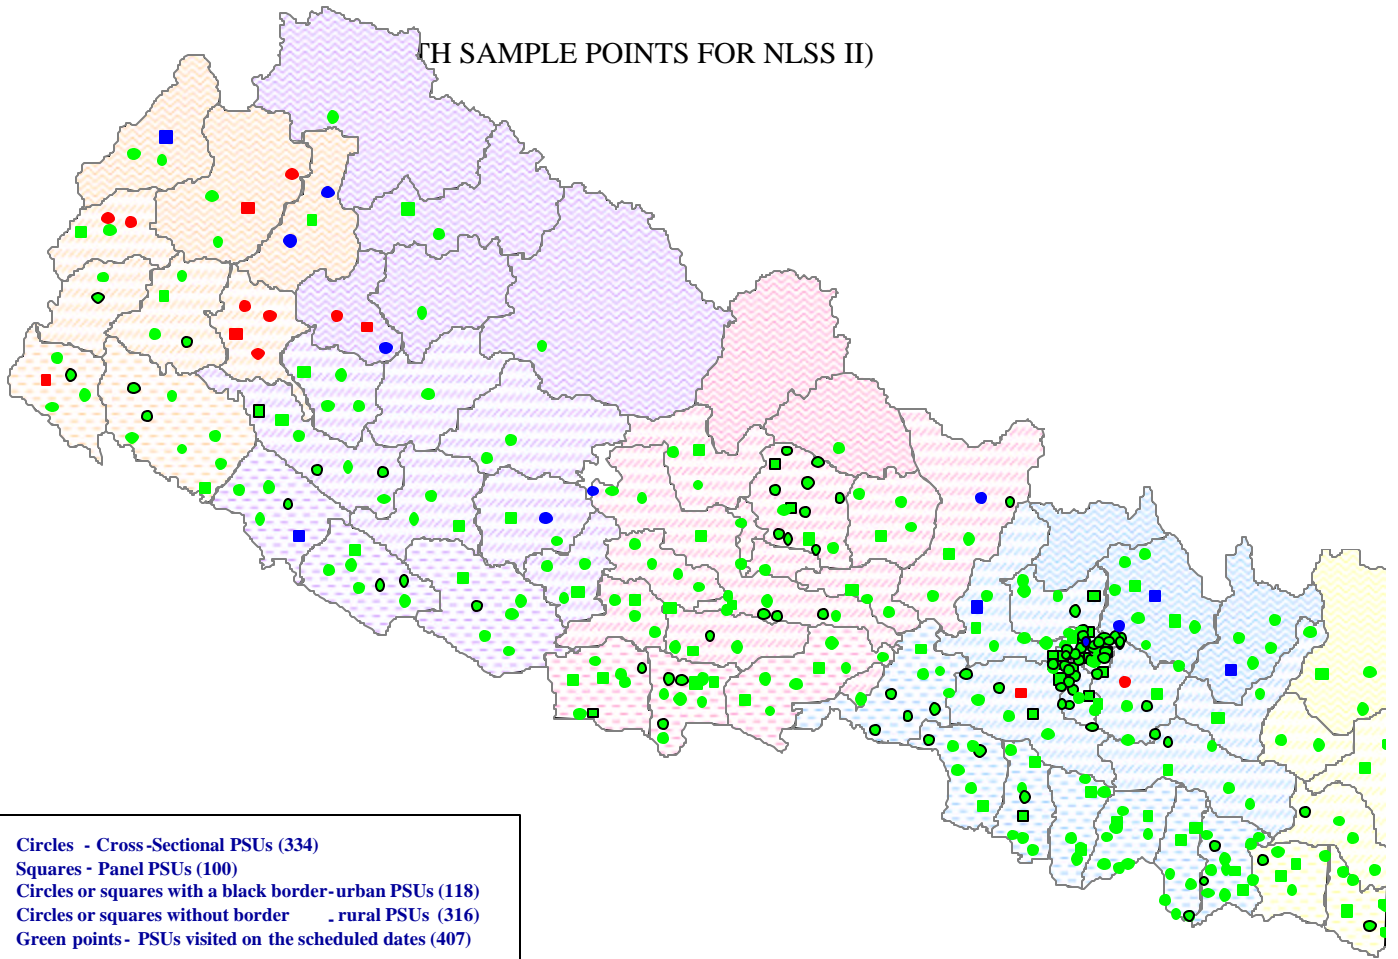 TH SAMPLE POINTS FOR NLSS II)
Circles - Cross-Sectional PSUs (334)
Squares - Panel PSUs (100)
Circles or squares with a black border-urban PSUs (118)
Circles or squares without border - rural PSUs (316)
Green points - PSUs visited on the scheduled dates (407)